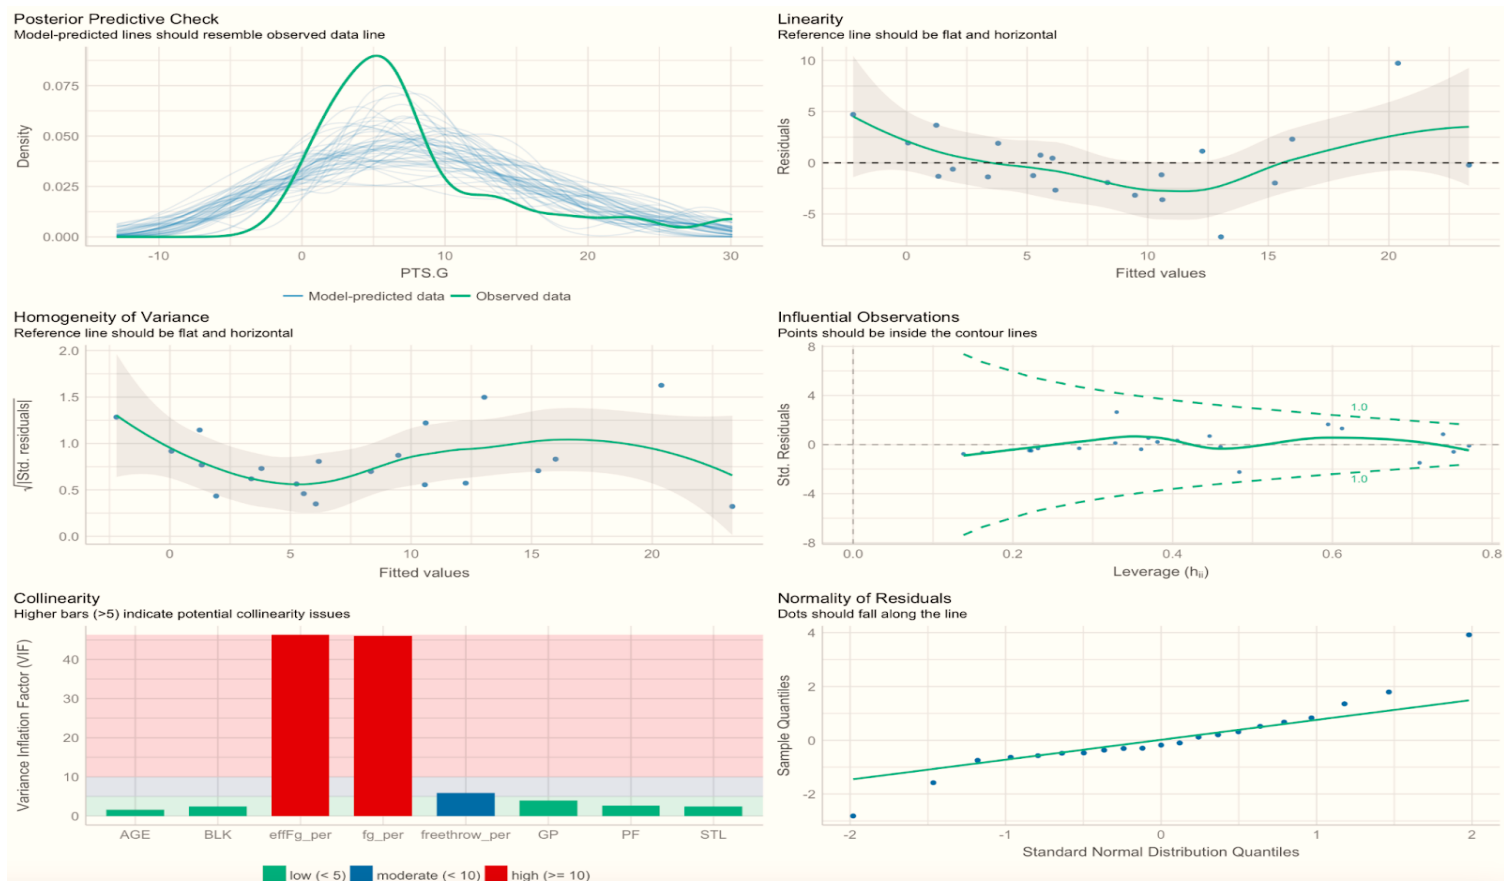 Posterior Predictive Check
Model-predicted lines should resemble observed data line
Density
0.075
0.050
0.025
0.000
-10
0
10
20
30
PTS.G
Model-predicted data
Observed data
Linearity
Reference line should be flat and horizontal
Residuals
10
5
0
-5
0
5
10
15
20
Fitted values
Homogeneity of Variance
Reference line should be flat and horizontal
√|Std. residuals|
2.0
1.5
1.0
0.5
0.0
0
5
10
15
20
Fitted values
Influential Observations
Points should be inside the contour lines
Std. Residuals
8
4
0
-4
-8
1.0
1.0
0.0
0.2
0.4
0.6
0.8
Leverage (hii)
Collinearity
Higher bars (>5) indicate potential collinearity issues
Variance Inflation Factor (VIF)
40
30
20
10
0
AGE
BLK
effFg_per
fg_per
freethrow_per
GP
PF
STL
low (< 5)
moderate (< 10)
high (>= 10)
Normality of Residuals
Dots should fall along the line
Sample Quantiles
4
2
0
-2
-2
-1
0
1
2
Standard Normal Distribution Quantiles